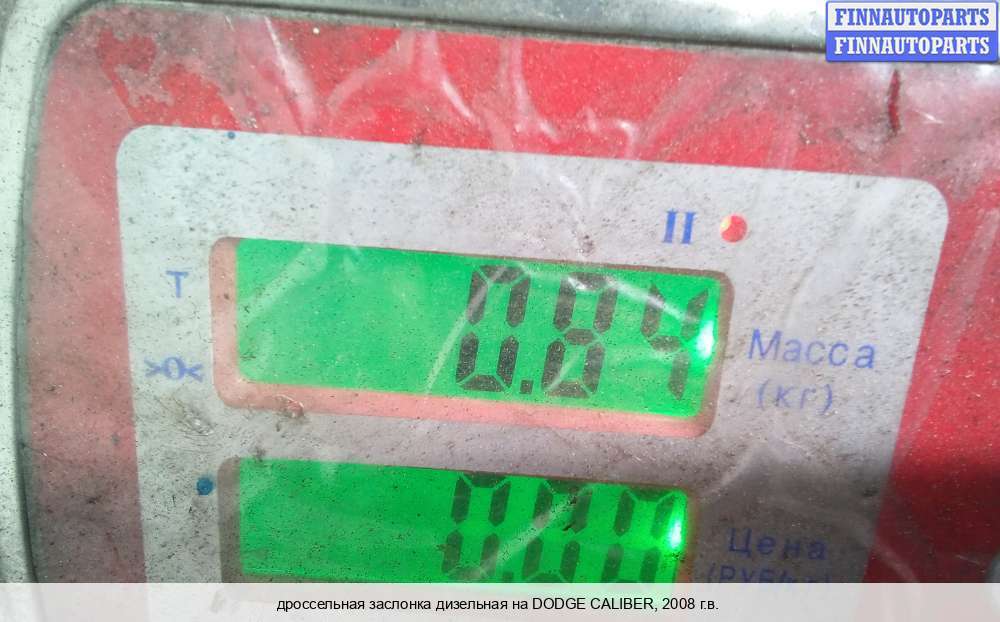 FINNAUTOPARTS
FINNAUTOPARTS
II
T
0.84
>0<
Масса
(кг)
0.00
Цена
дроссельная заслонка дизельная на DODGE CALIBER, 2008 г.в.